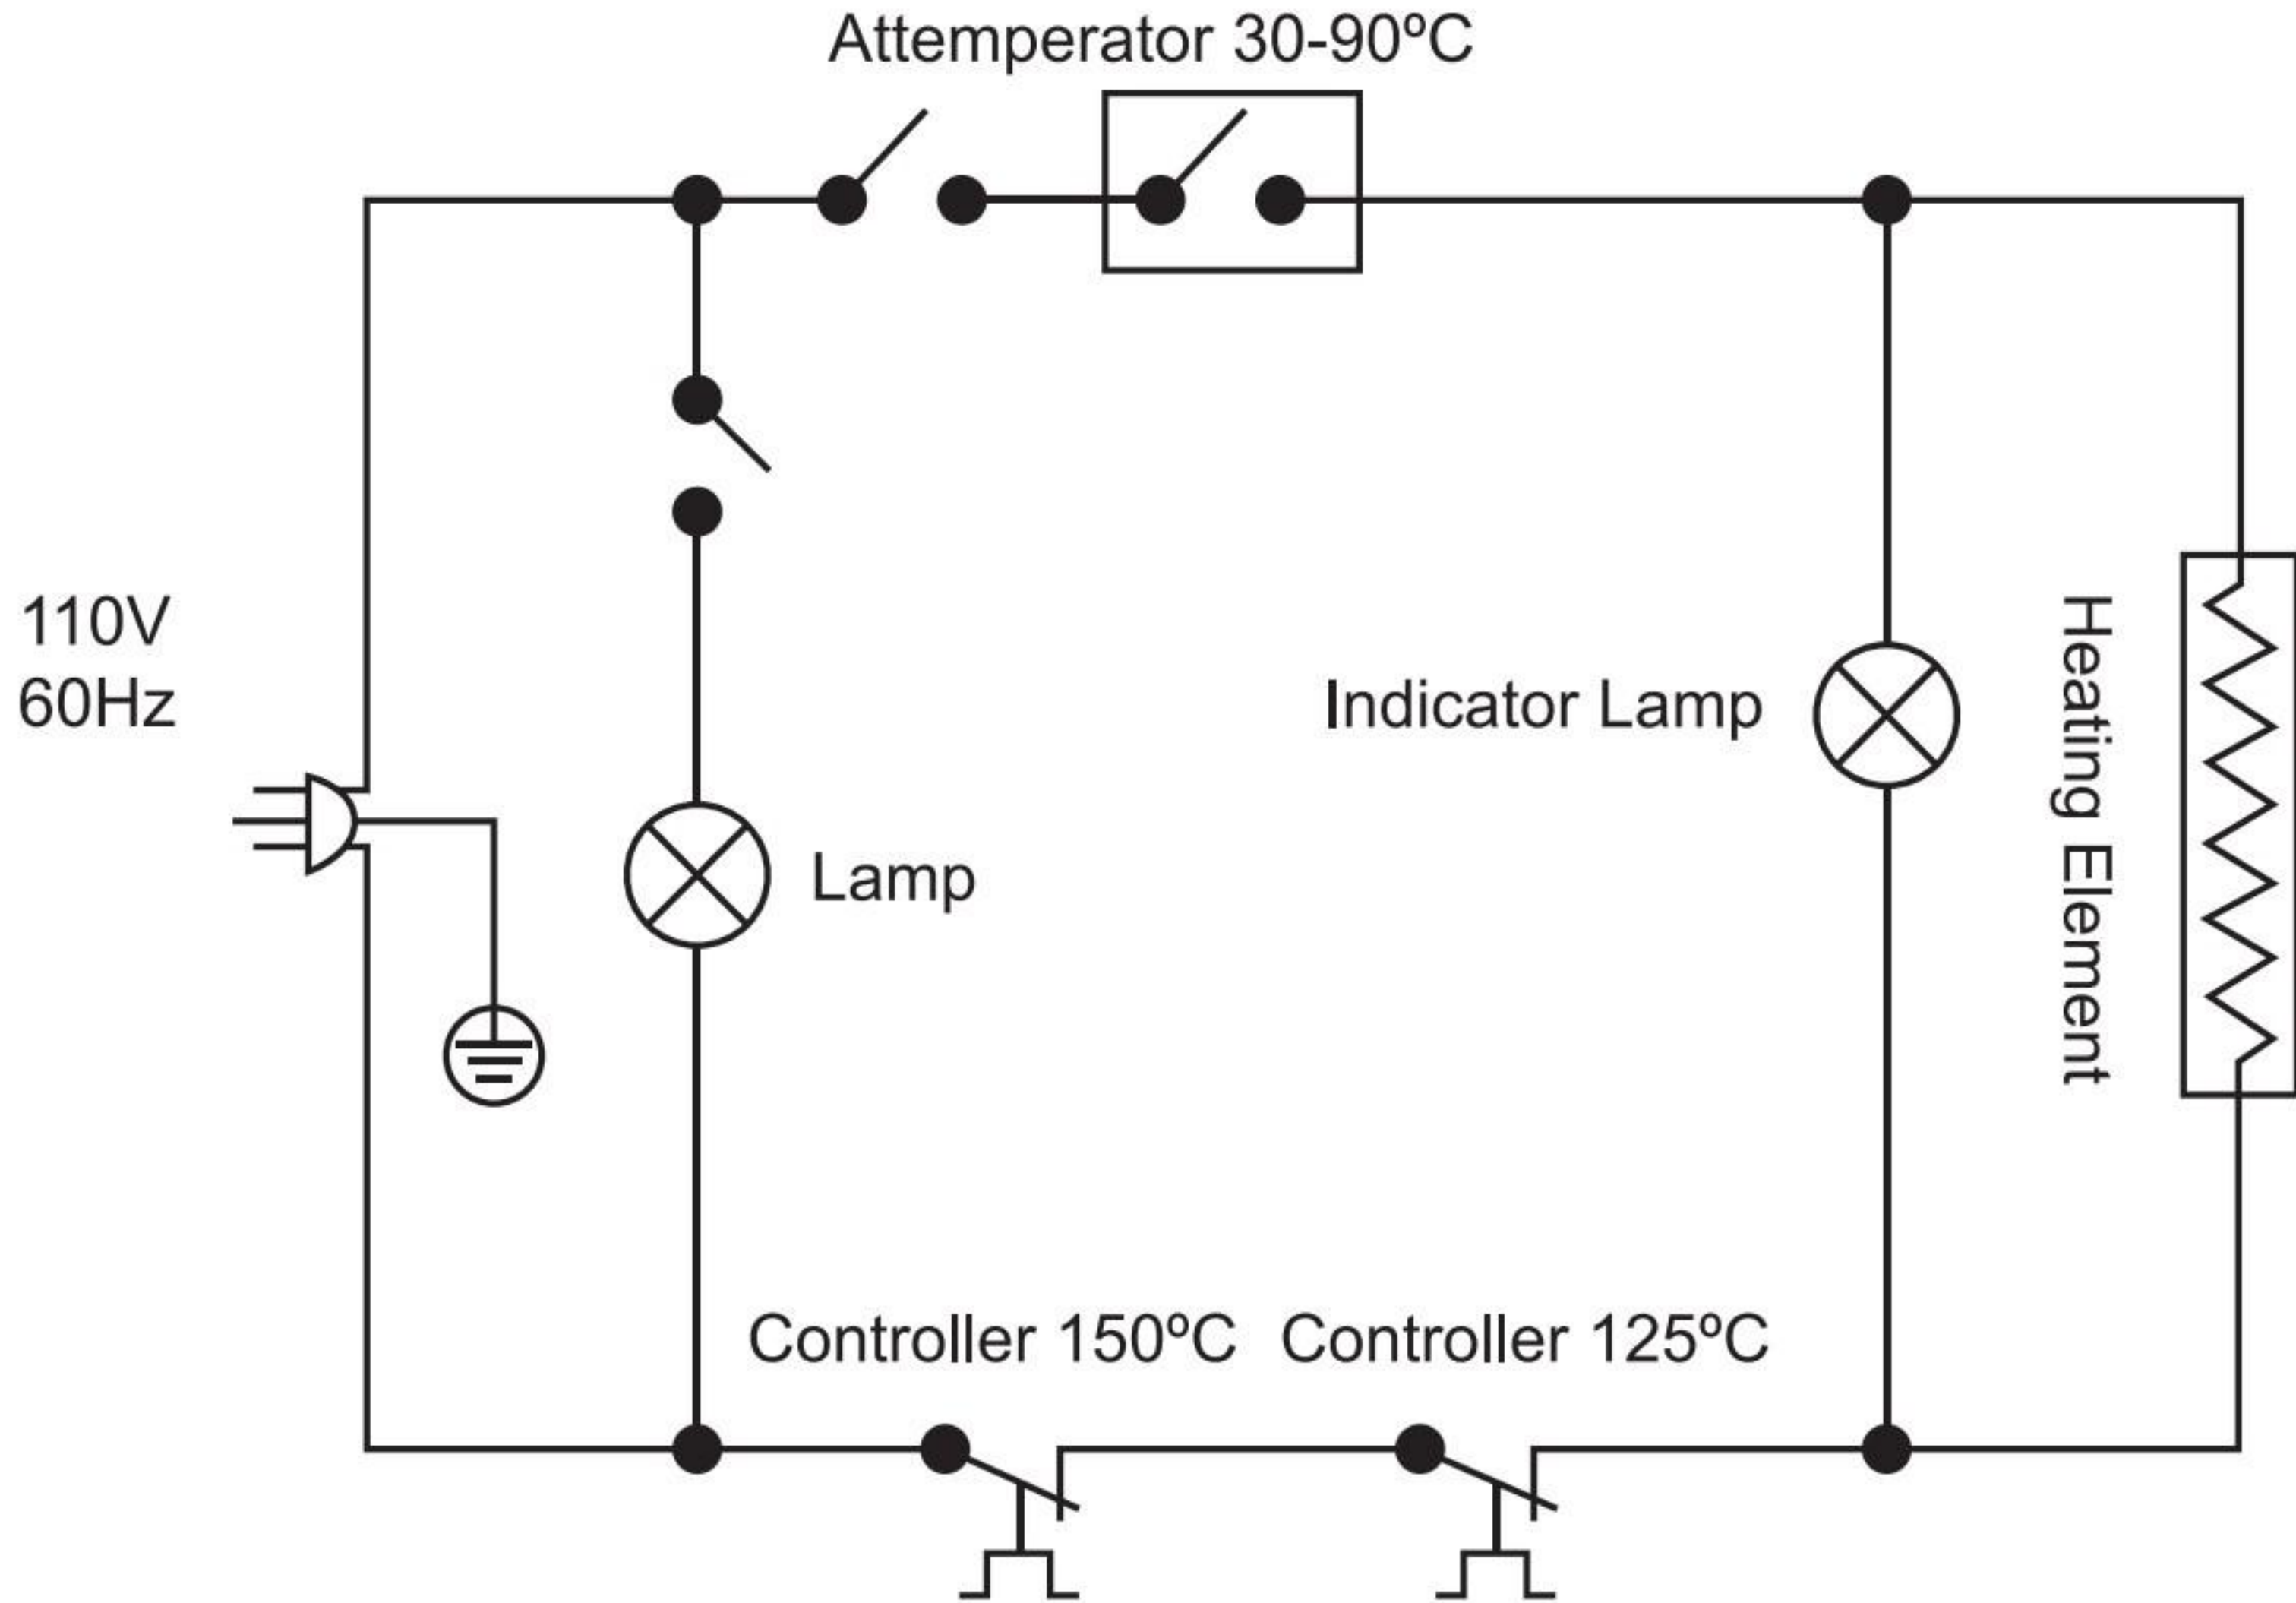 Attemperator 30-90ºC
110V
60Hz
Indicator Lamp
Heating Element
Lamp
Controller 150ºC
Controller 125ºC